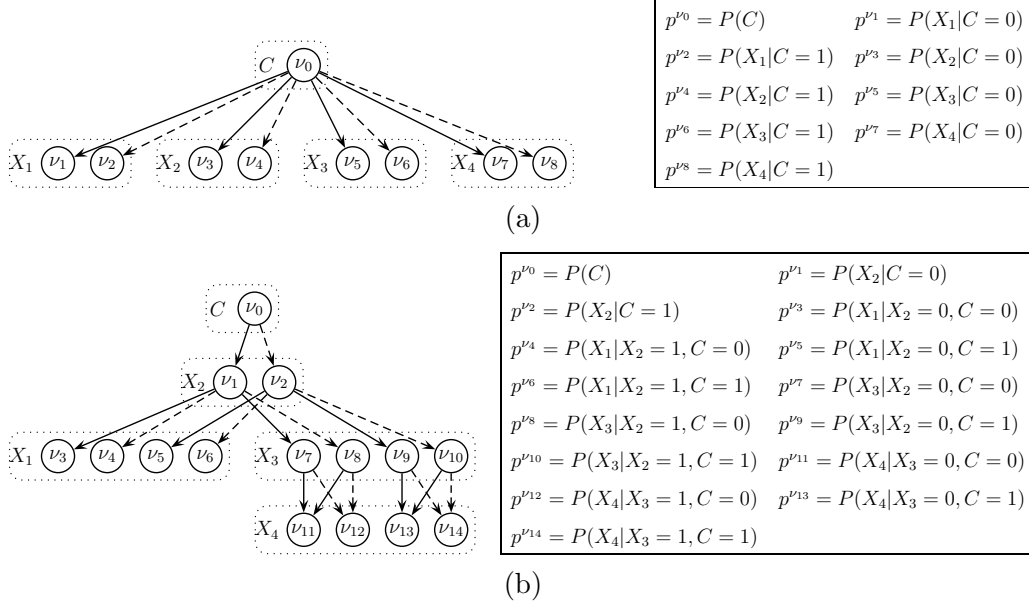 C ν₀
X₁ ν₁ ν₂ X₂ ν₃ ν₄ X₃ ν₅ ν₆ X₄ ν₇ ν₈
p^{ν₀} = P(C) p^{ν₁} = P(X₁|C = 0)
p^{ν₂} = P(X₁|C = 1) p^{ν₃} = P(X₂|C = 0)
p^{ν₄} = P(X₂|C = 1) p^{ν₅} = P(X₃|C = 0)
p^{ν₆} = P(X₃|C = 1) p^{ν₇} = P(X₄|C = 0)
p^{ν₈} = P(X₄|C = 1)
(a)
C ν₀
X₂ ν₁ ν₂
X₁ ν₃ ν₄ ν₅ ν₆ X₃ ν₇ ν₈ ν₉ ν₁₀
X₄ ν₁₁ ν₁₂ ν₁₃ ν₁₄
p^{ν₀} = P(C) p^{ν₁} = P(X₂|C = 0)
p^{ν₂} = P(X₂|C = 1) p^{ν₃} = P(X₁|X₂ = 0, C = 0)
p^{ν₄} = P(X₁|X₂ = 1, C = 0) p^{ν₅} = P(X₁|X₂ = 0, C = 1)
p^{ν₆} = P(X₁|X₂ = 1, C = 1) p^{ν₇} = P(X₃|X₂ = 0, C = 0)
p^{ν₈} = P(X₃|X₂ = 1, C = 0) p^{ν₉} = P(X₃|X₂ = 0, C = 1)
p^{ν₁₀} = P(X₃|X₂ = 1, C = 1) p^{ν₁₁} = P(X₄|X₃ = 0, C = 0)
p^{ν₁₂} = P(X₄|X₃ = 1, C = 0) p^{ν₁₃} = P(X₄|X₃ = 0, C = 1)
p^{ν₁₄} = P(X₄|X₃ = 1, C = 1)
(b)